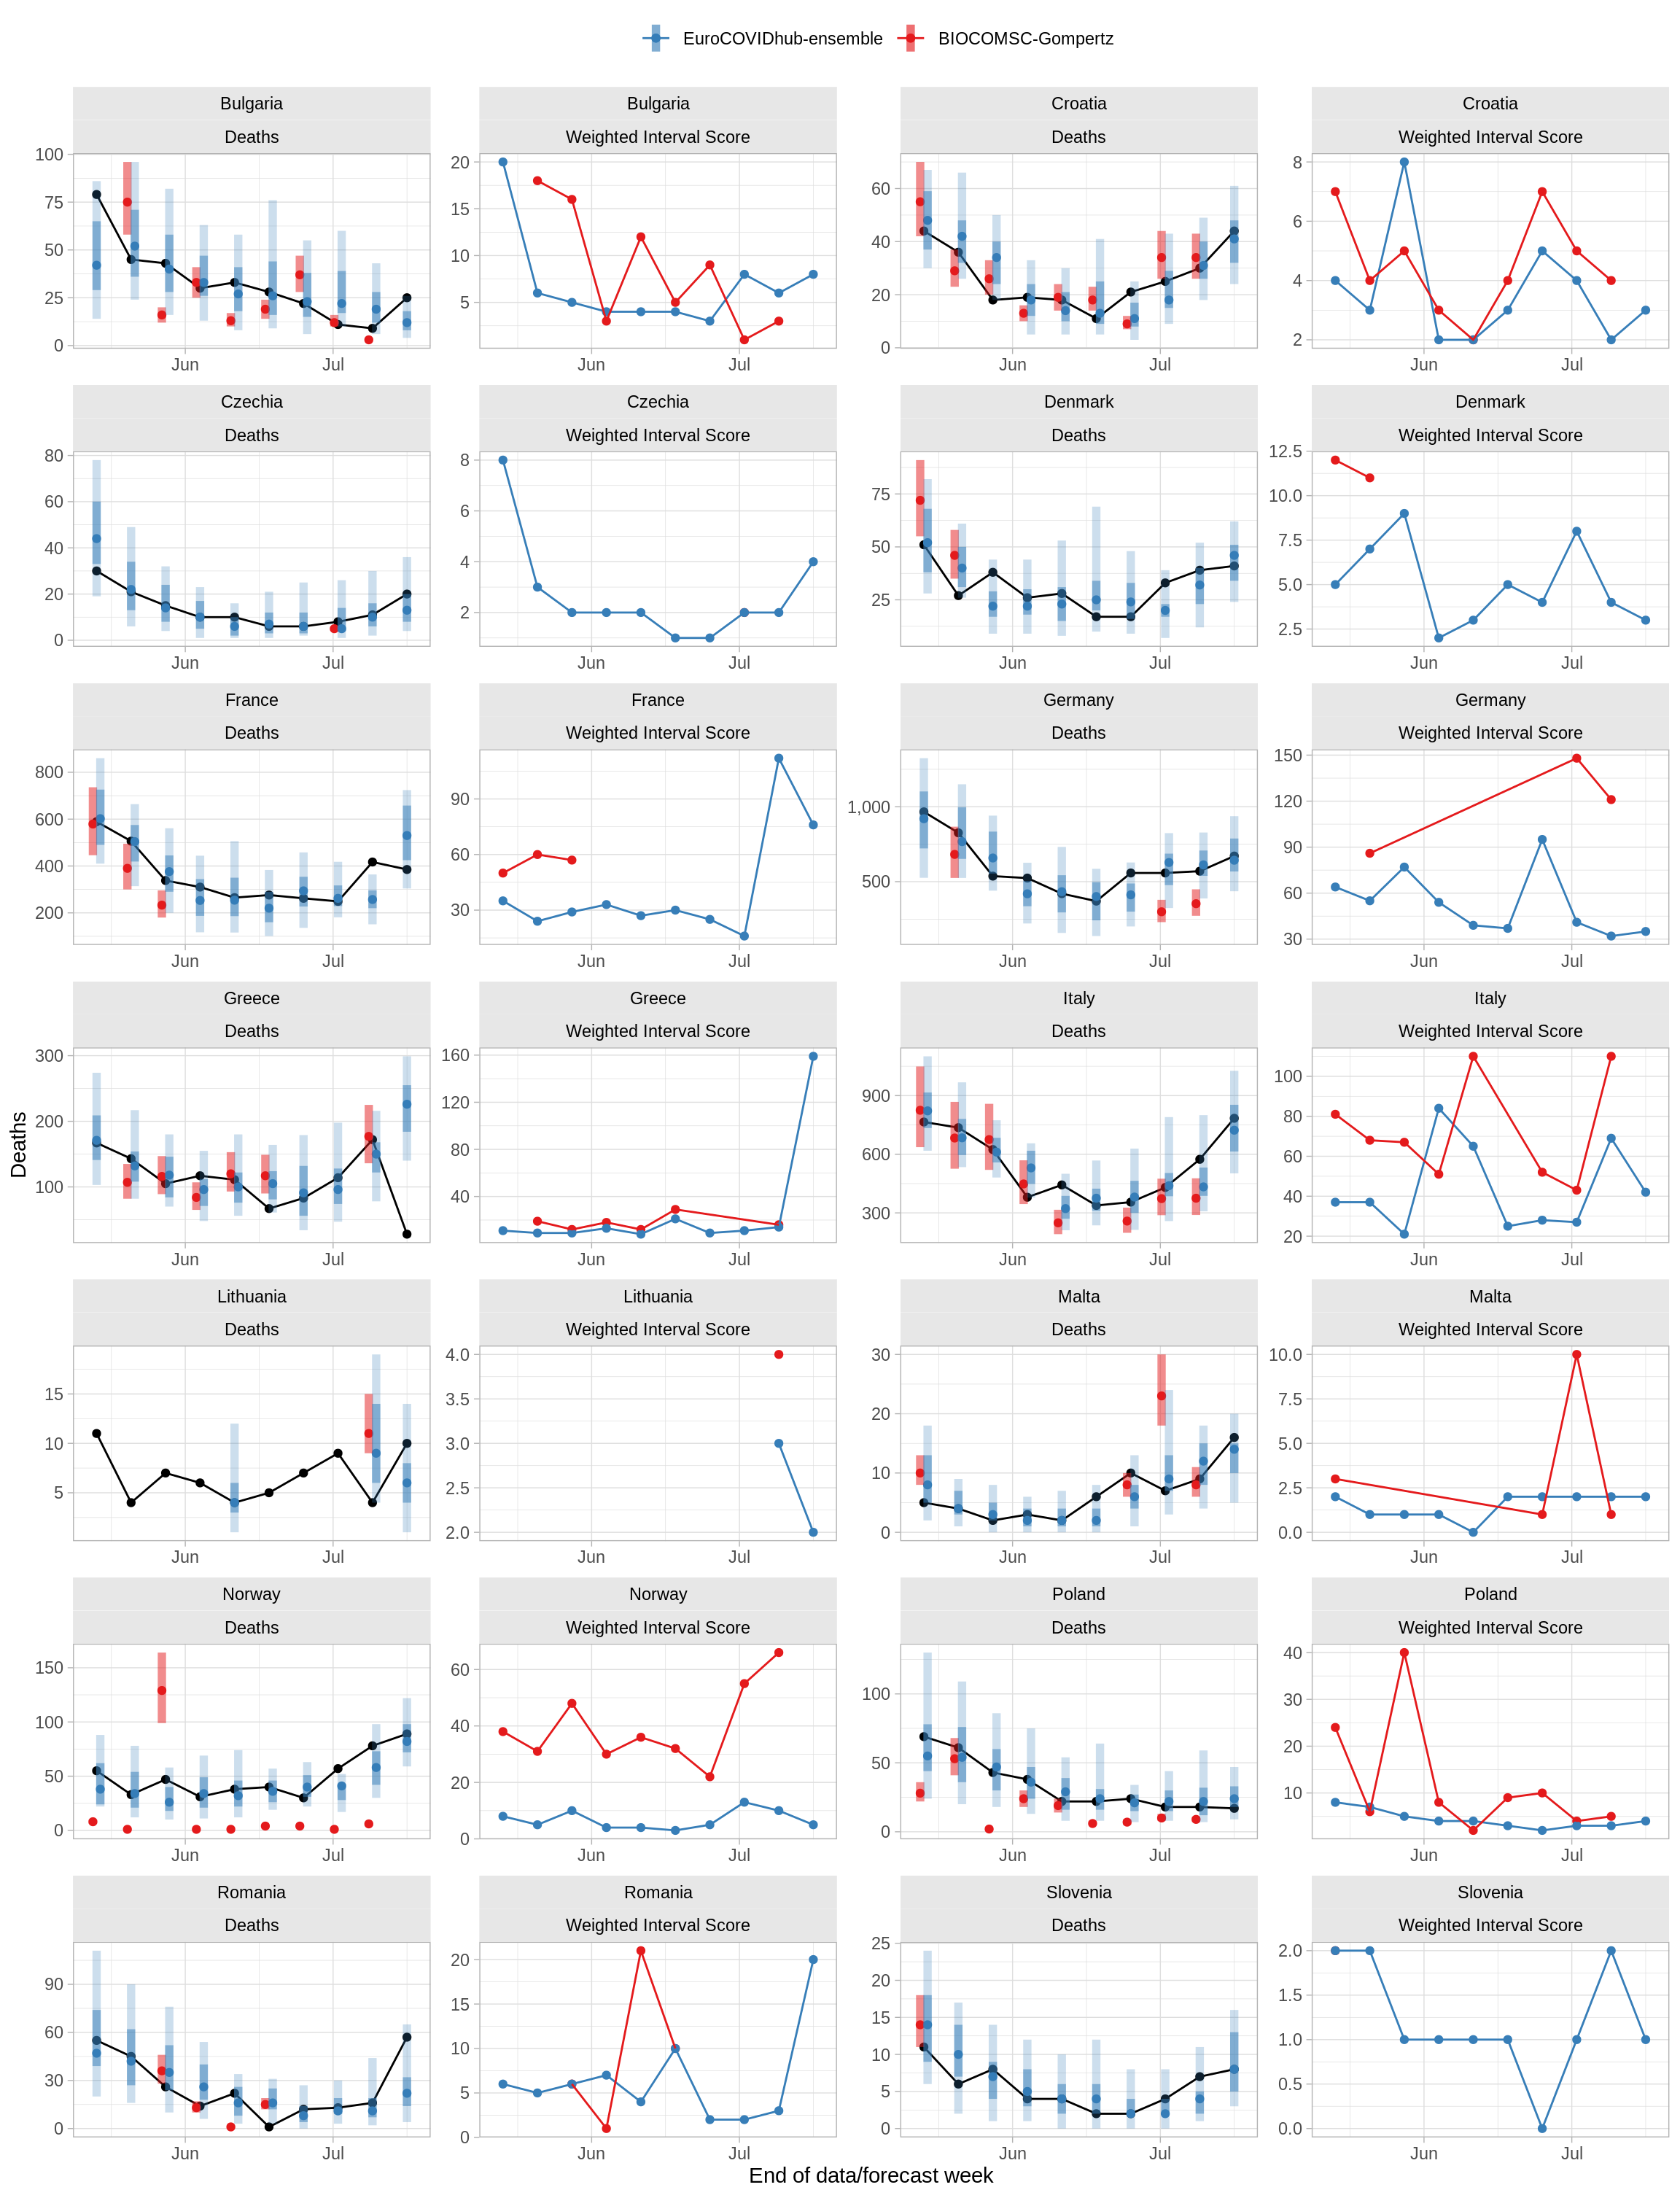 EuroCOVIDhub-ensemble BIOCOMSC-Gompertz
Bulgaria Bulgaria Croatia Croatia
Deaths Weighted Interval Score Deaths Weighted Interval Score
100 75 50 25 0
20 15 10 5
60 40 20 0
8 6 4 2
Jun Jul Jun Jul Jun Jul Jun Jul
Czechia Czechia Denmark Denmark
Deaths Weighted Interval Score Deaths Weighted Interval Score
80 60 40 20 0
8 6 4 2
75 50 25
12.5 10.0 7.5 5.0 2.5
Jun Jul Jun Jul Jun Jul Jun Jul
France France Germany Germany
Deaths Weighted Interval Score Deaths Weighted Interval Score
800 600 400 200
90 60 30
1,000 500
150 120 90 60 30
Jun Jul Jun Jul Jun Jul Jun Jul
Greece Greece Italy Italy
Deaths Weighted Interval Score Deaths Weighted Interval Score
300 200 100
160 120 80 40
900 600 300
100 80 60 40 20
Jun Jul Jun Jul Jun Jul Jun Jul
Deaths
Lithuania Lithuania Malta Malta
Deaths Weighted Interval Score Deaths Weighted Interval Score
15 10 5
4.0 3.5 3.0 2.5 2.0
30 20 10 0
10.0 7.5 5.0 2.5 0.0
Jun Jul Jun Jul Jun Jul Jun Jul
Norway Norway Poland Poland
Deaths Weighted Interval Score Deaths Weighted Interval Score
150 100 50 0
60 40 20 0
100 50 0
40 30 20 10
Jun Jul Jun Jul Jun Jul Jun Jul
Romania Romania Slovenia Slovenia
Deaths Weighted Interval Score Deaths Weighted Interval Score
90 60 30 0
20 15 10 5 0
25 20 15 10 5 0
2.0 1.5 1.0 0.5 0.0
Jun Jul Jun Jul Jun Jul Jun Jul
End of data/forecast week